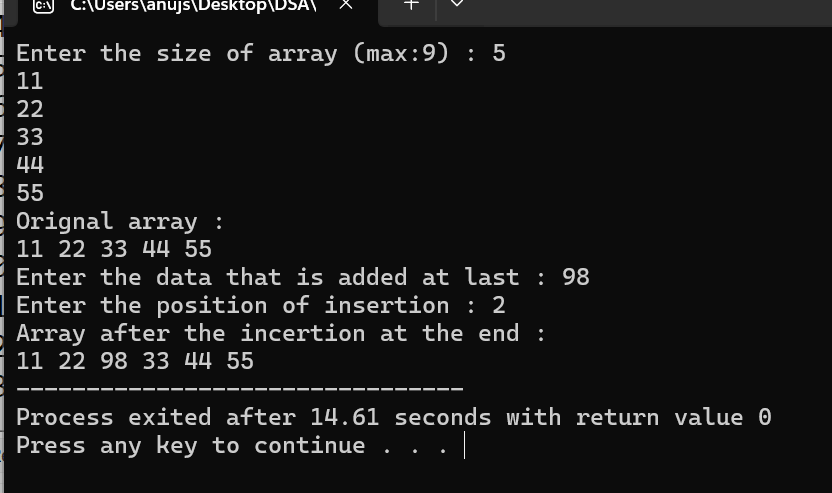 C:\Users\anujs\Desktop\DSA\
Enter the size of array (max:9) : 5
11
22
33
44
55
Orignal array :
11 22 33 44 55
Enter the data that is added at last : 98
Enter the position of insertion : 2
Array after the incertion at the end :
11 22 98 33 44 55
--------------------------------
Process exited after 14.61 seconds with return value 0
Press any key to continue . . .